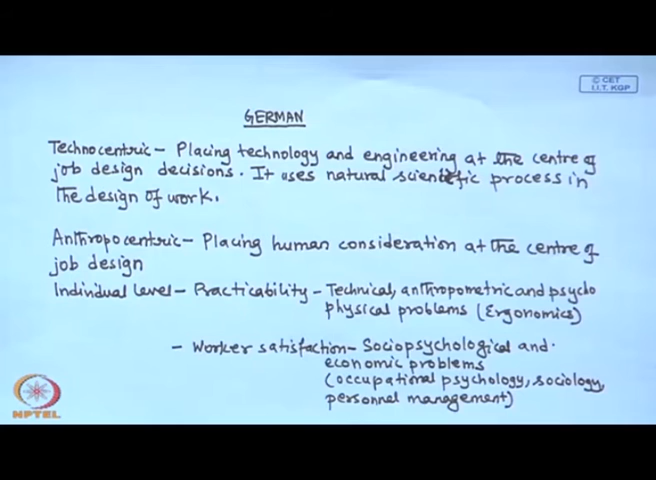 © CET
I.I.T. KGP
GERMAN
Technocentric - Placing technology and engineering at the centre of
job design decisions. It uses natural scientific process in
the design of work.
Anthropocentric - Placing human consideration at the centre of
job design
Individual level - Practicability - Technical, anthropometric and psycho
physical problems (Ergonomics)
- Worker satisfaction - Sociopsychological and
economic problems
(occupational psychology, sociology,
personnel management)
NPTEL